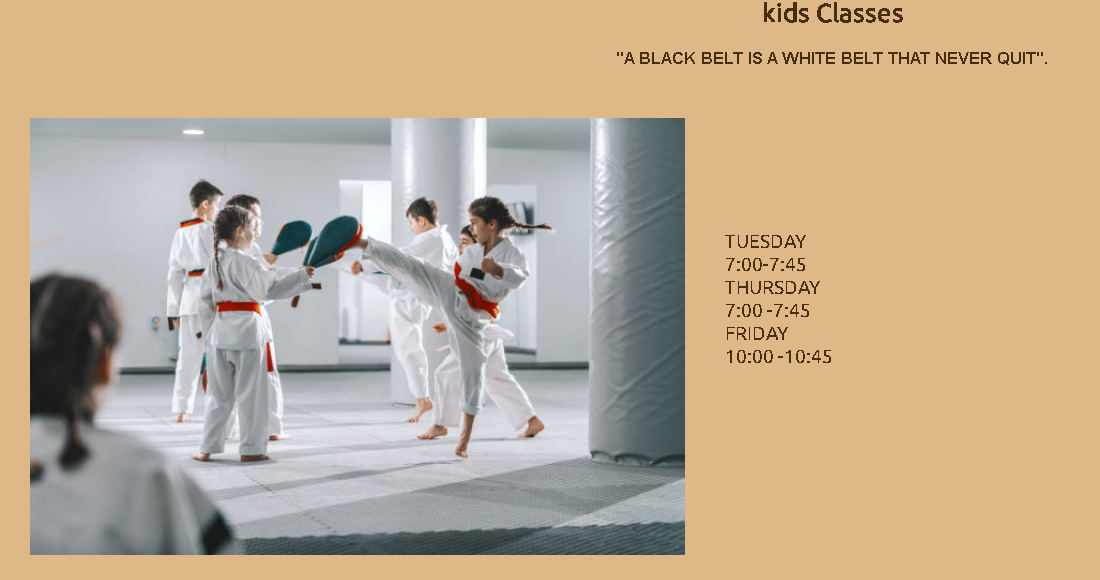 kids Classes
"A BLACK BELT IS A WHITE BELT THAT NEVER QUIT".
TUESDAY
7:00-7:45
THURSDAY
7:00 -7:45
FRIDAY
10:00 -10:45